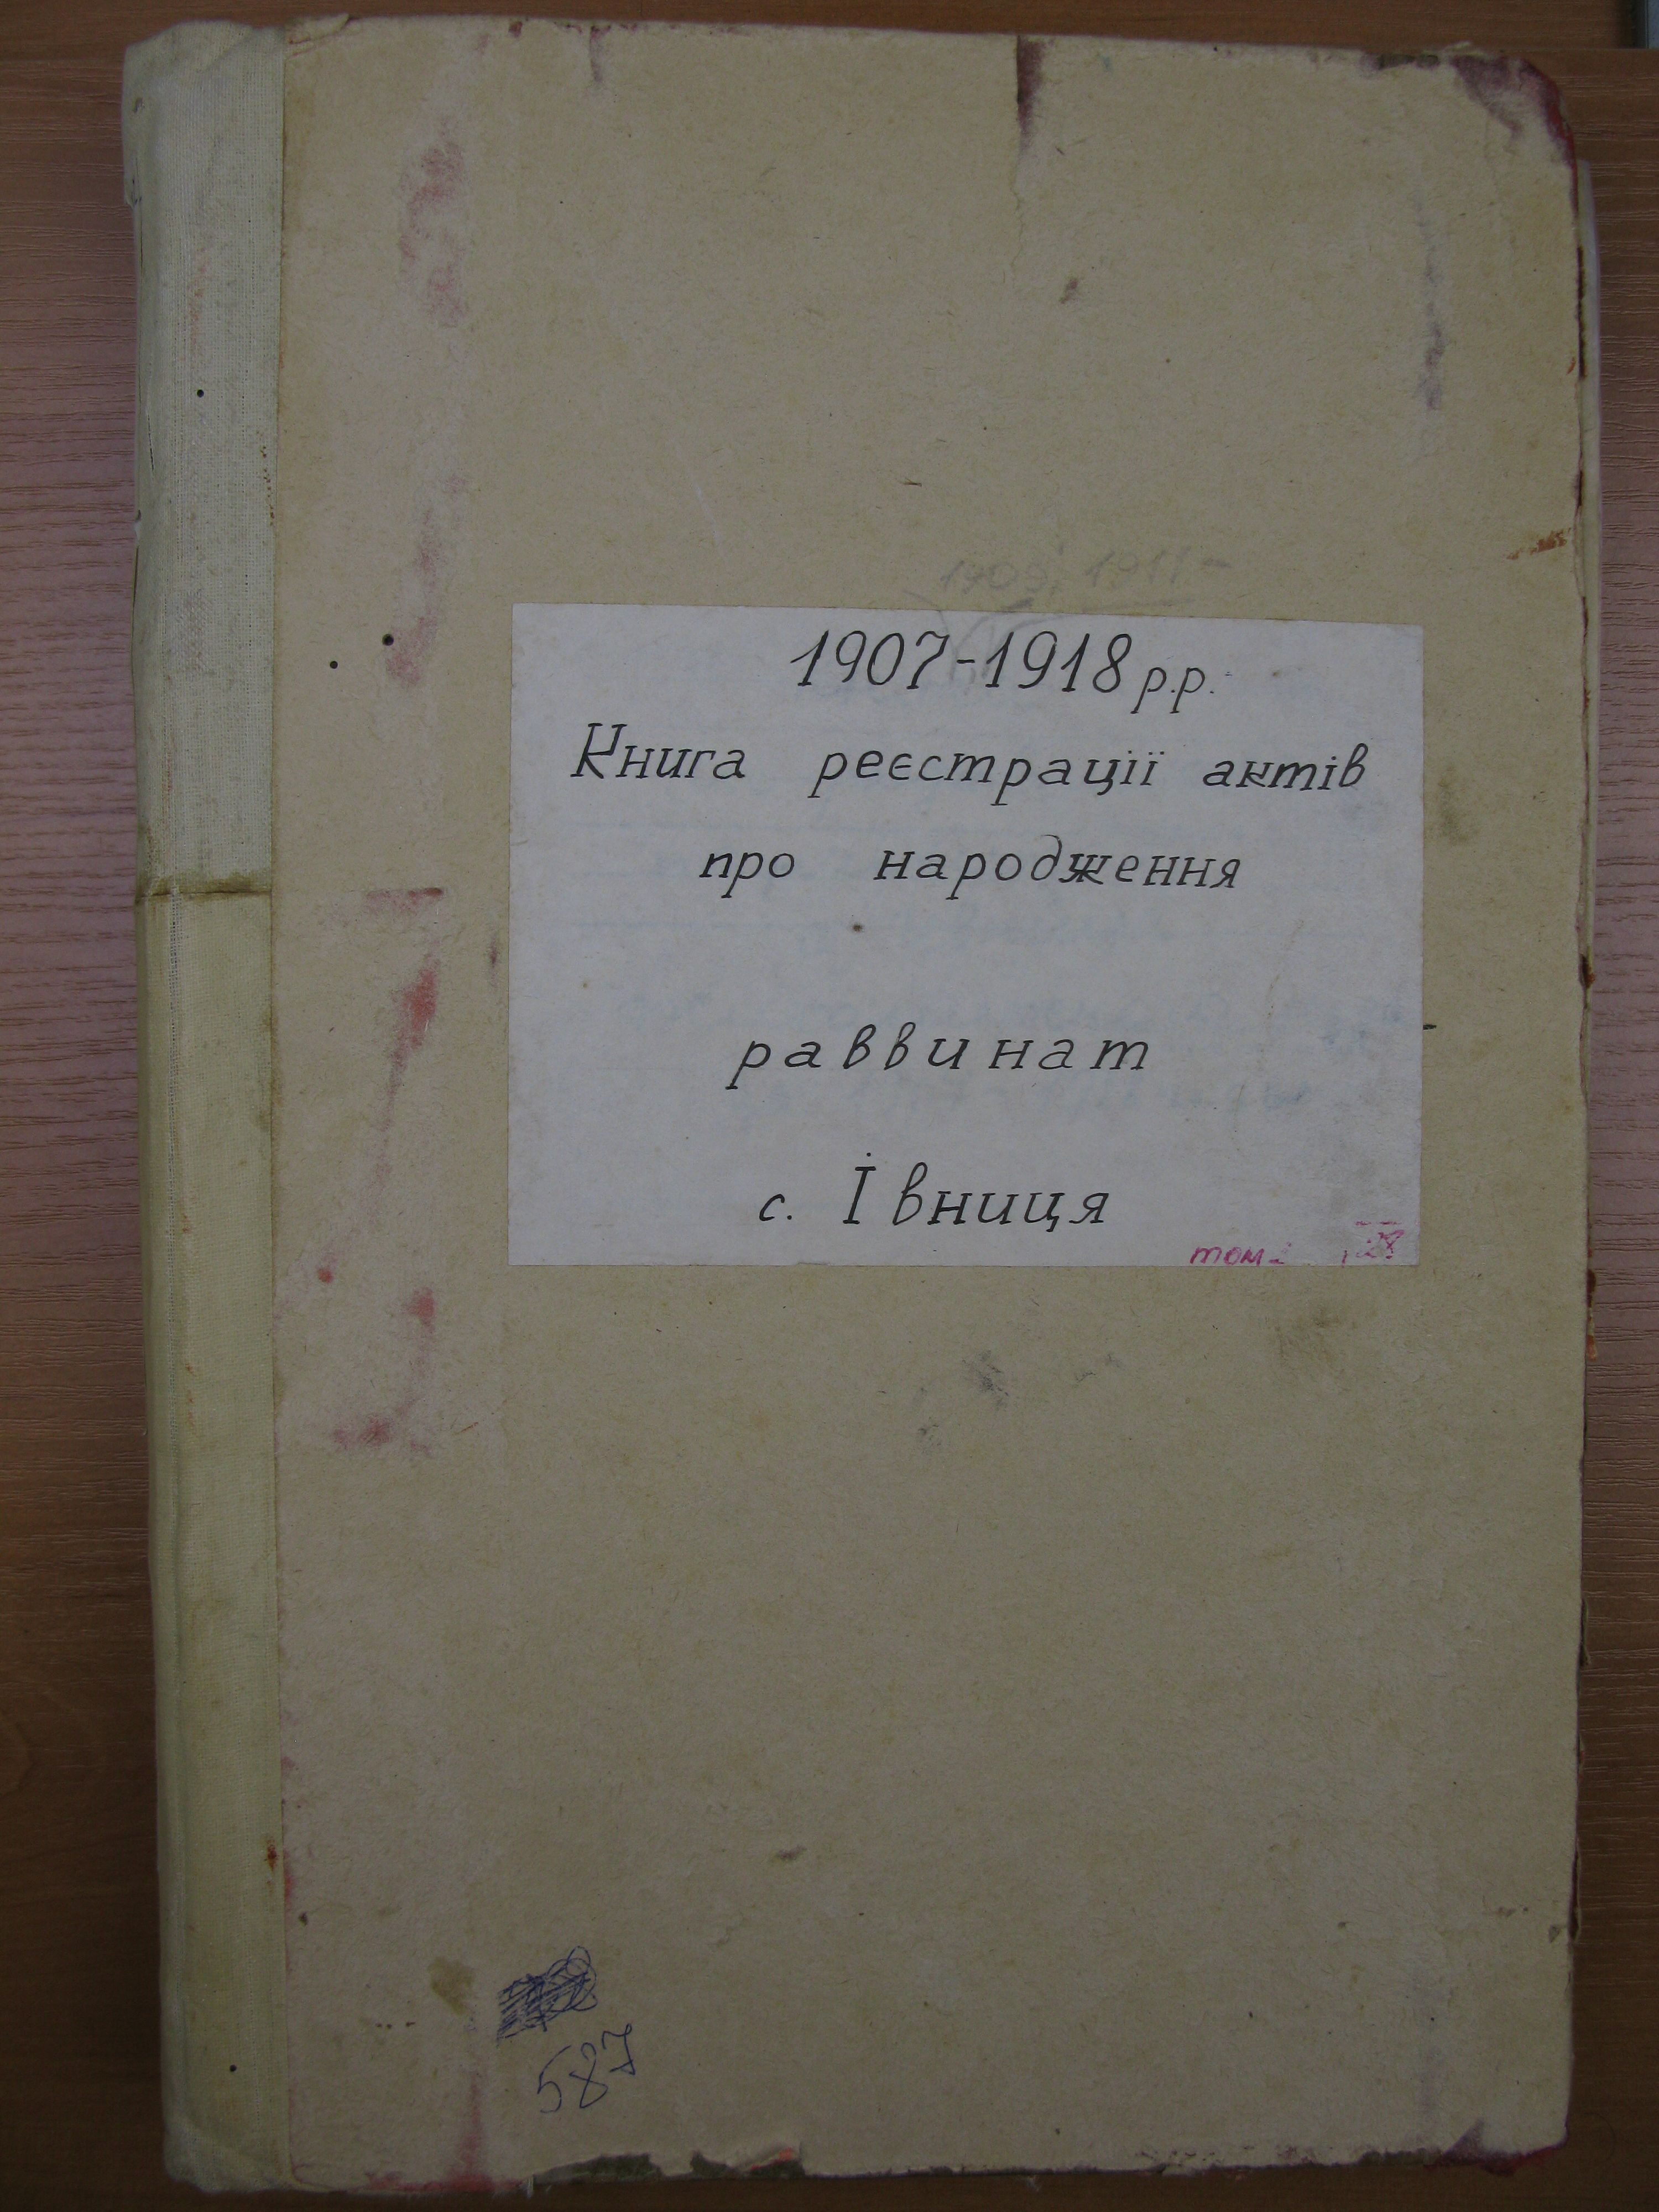 1907-1918 р.р.
Книга реєстрації актів
про народження
раввинат
с. Івниця
том-
587